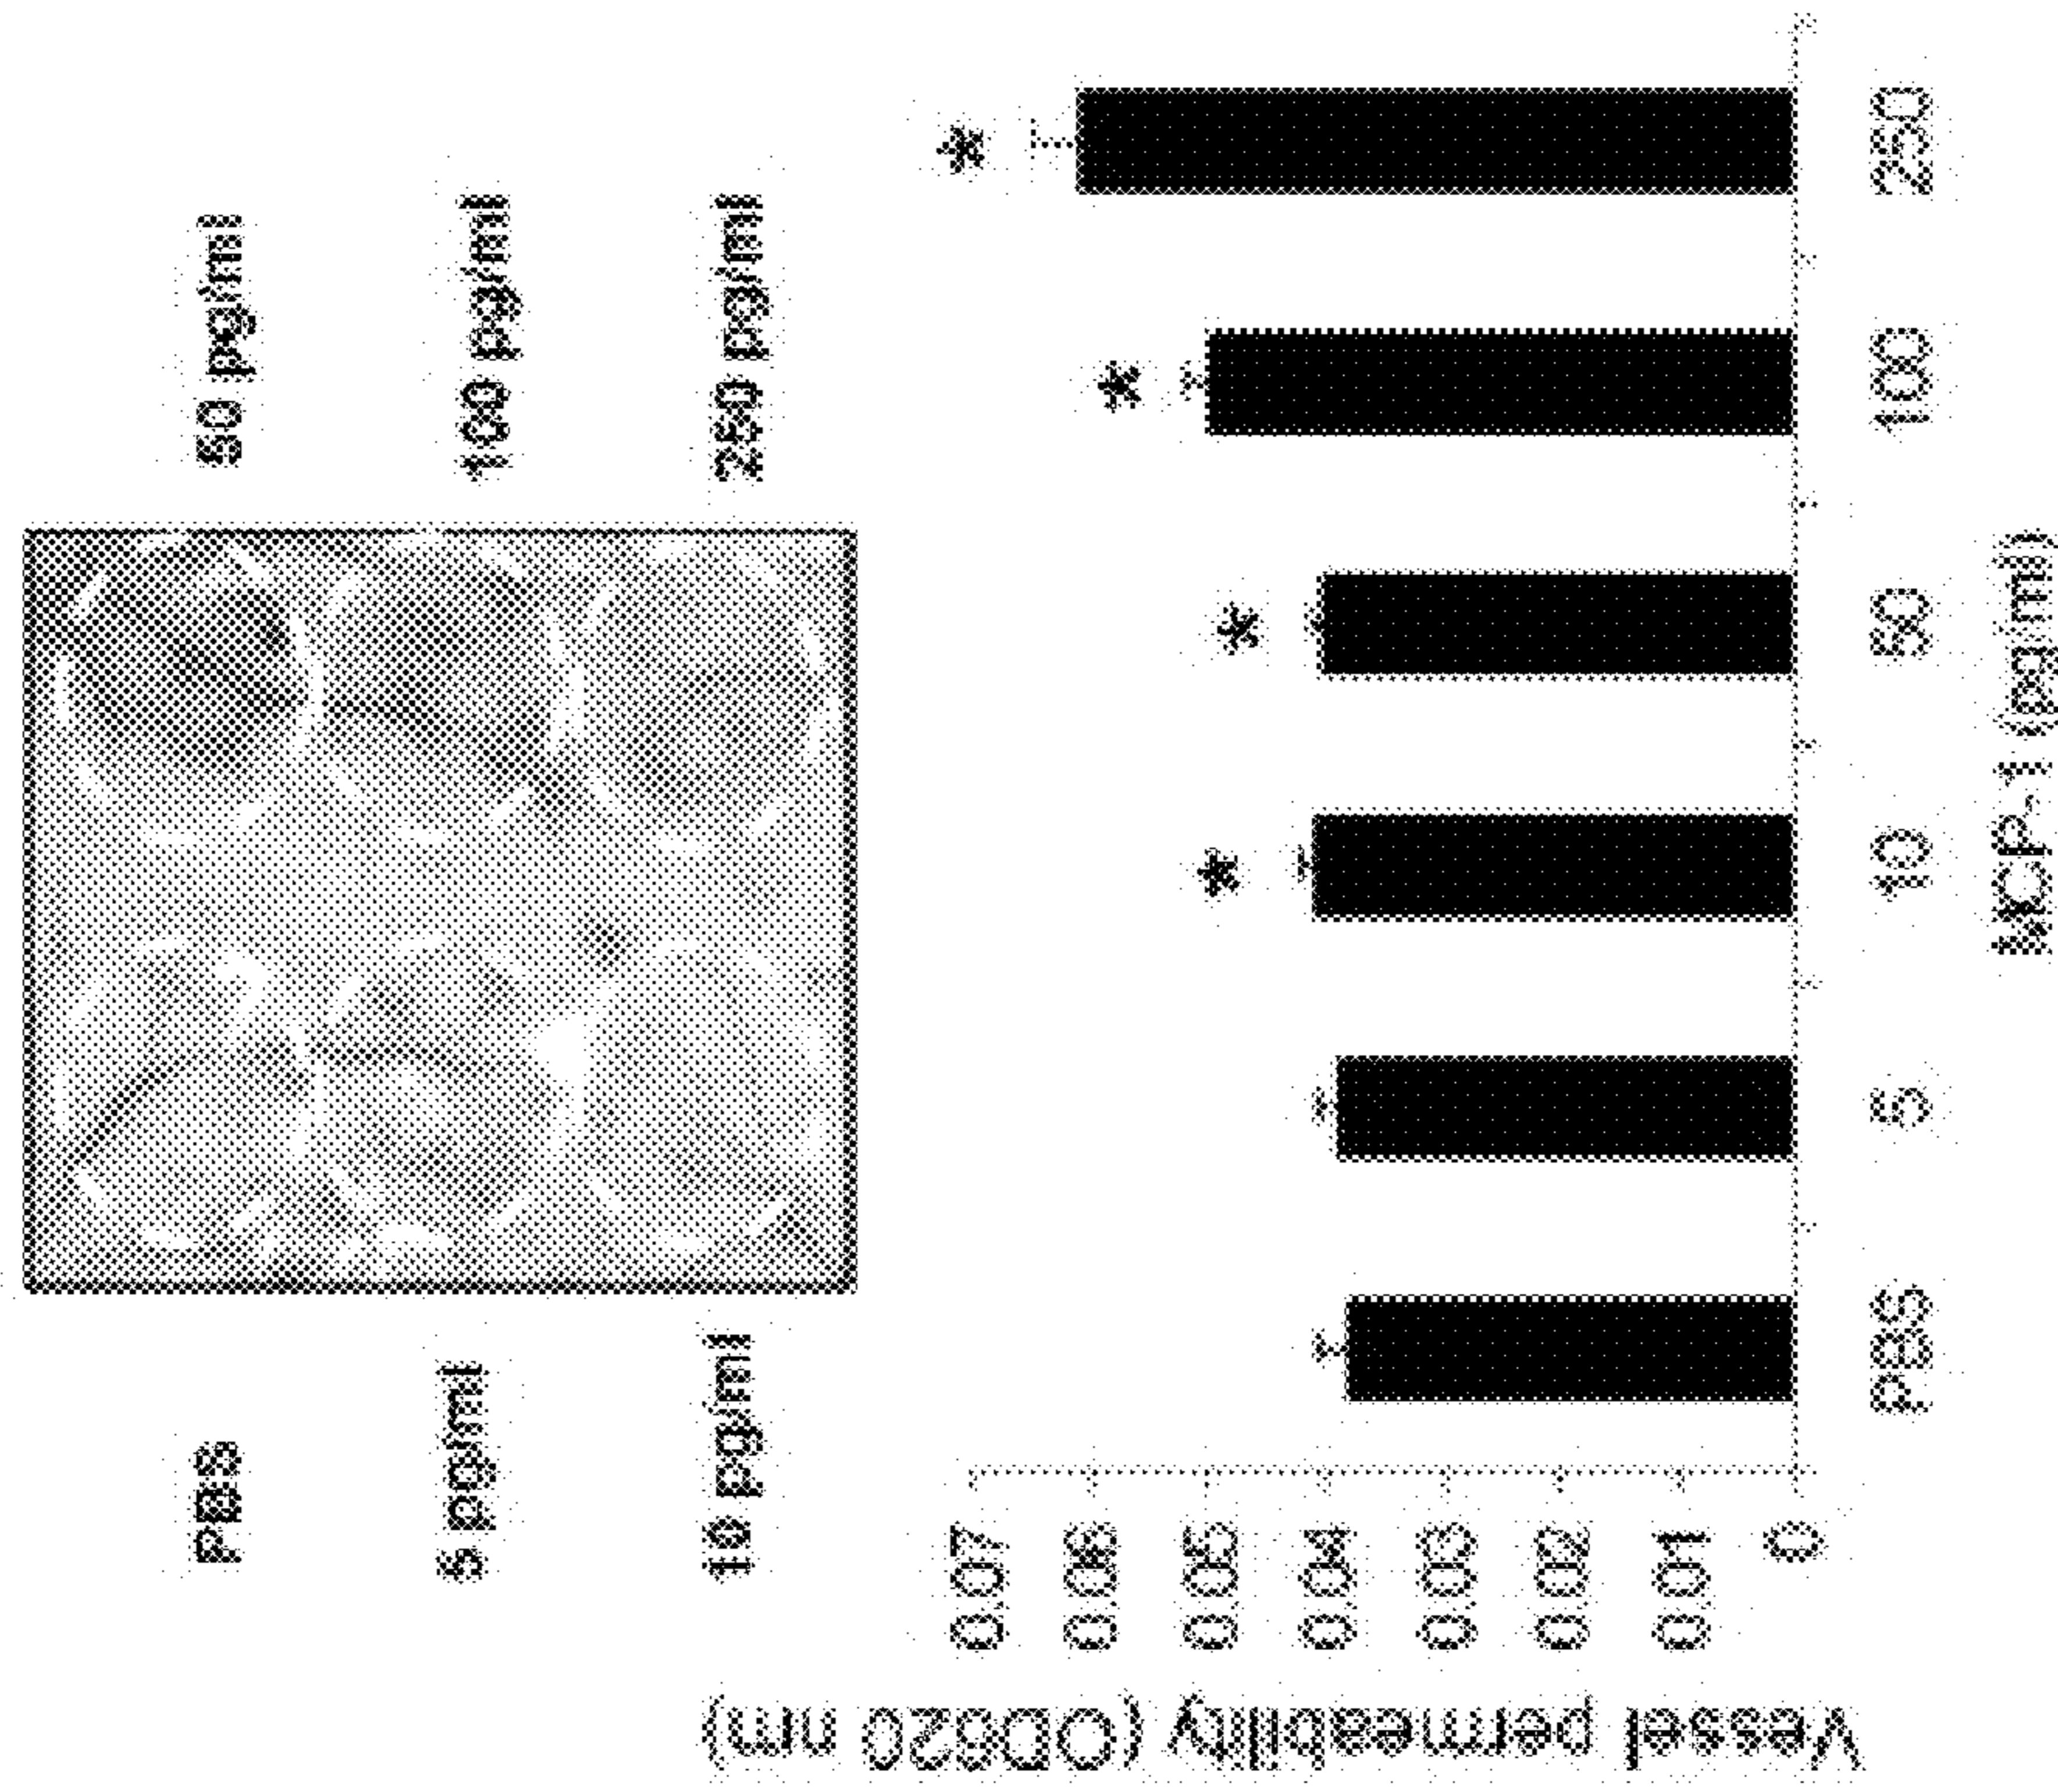 PBS
5 pg/ml
10 pg/ml
50 pg/ml
100 pg/ml
250 pg/ml
Vessel permeability (OD620 nm)
0.07
0.06
0.05
0.04
0.03
0.02
0.01
0
*
*
*
*
PBS 5 10 50 100 250
MCP-1 (pg/ml)